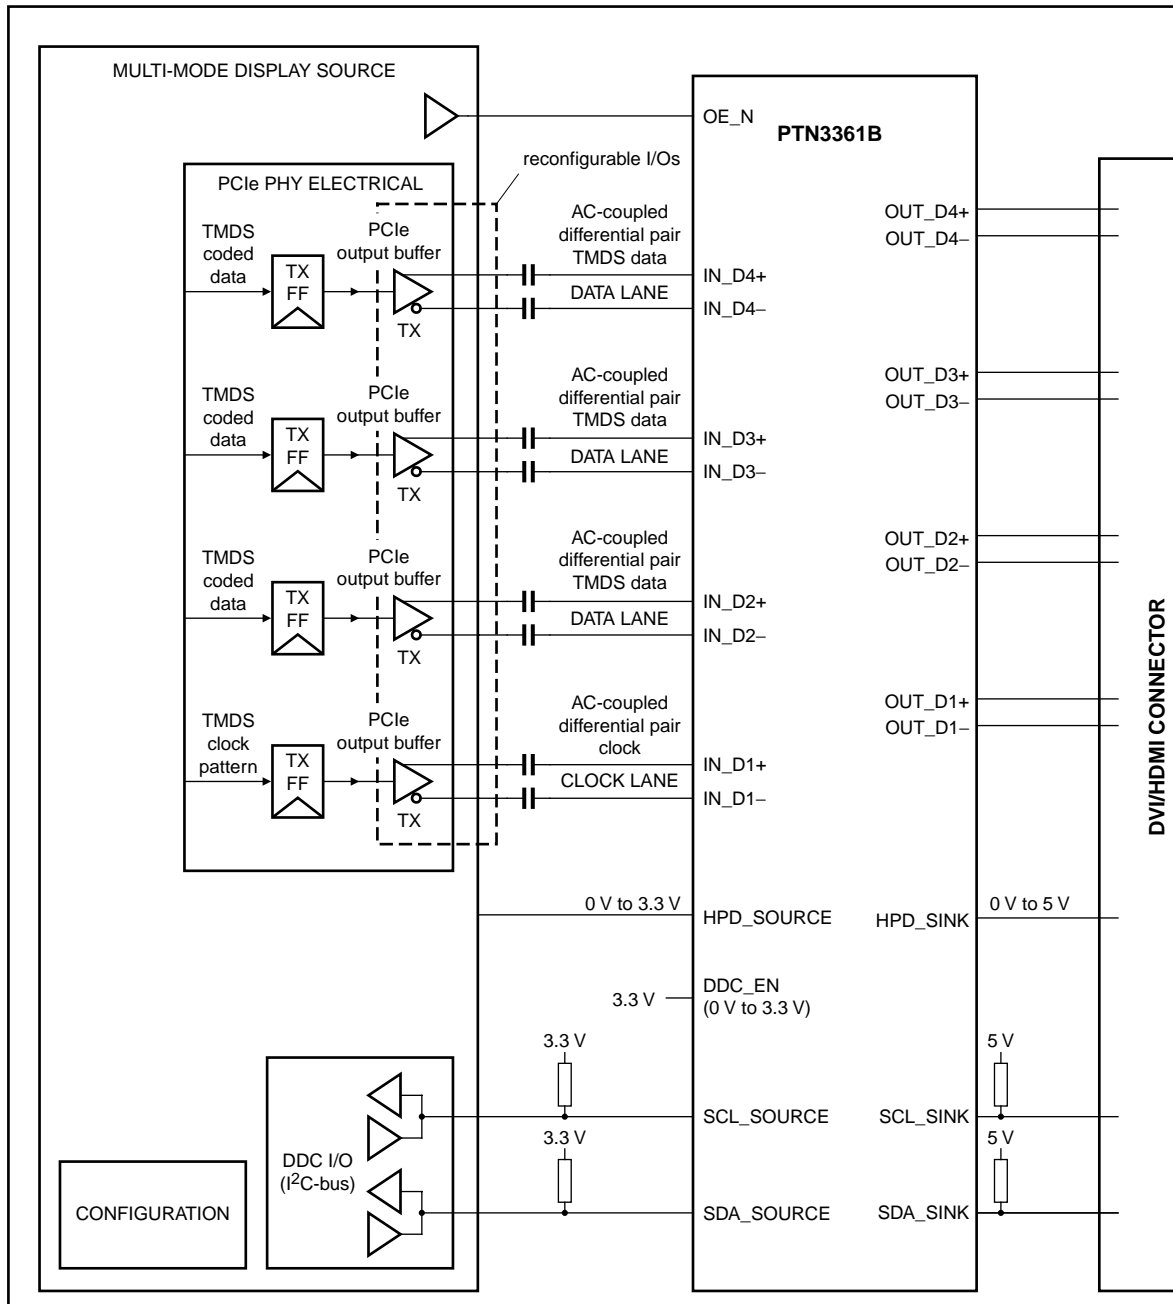 MULTI-MODE DISPLAY SOURCE
OE_N
PTN3361B
reconfigurable I/Os
PCIe PHY ELECTRICAL
TMDS
coded
data
TX
FF
PCIe
output buffer
TX
AC-coupled
differential pair
TMDS data
DATA LANE
IN_D4+
IN_D4−
OUT_D4+
OUT_D4−
TMDS
coded
data
TX
FF
PCIe
output buffer
TX
AC-coupled
differential pair
TMDS data
DATA LANE
IN_D3+
IN_D3−
OUT_D3+
OUT_D3−
TMDS
coded
data
TX
FF
PCIe
output buffer
TX
AC-coupled
differential pair
TMDS data
DATA LANE
IN_D2+
IN_D2−
OUT_D2+
OUT_D2−
TMDS
clock
pattern
TX
FF
PCIe
output buffer
TX
AC-coupled
differential pair
clock
CLOCK LANE
IN_D1+
IN_D1−
OUT_D1+
OUT_D1−
DVI/HDMI CONNECTOR
0 V to 3.3 V
HPD_SOURCE
HPD_SINK
0 V to 5 V
3.3 V
DDC_EN
(0 V to 3.3 V)
3.3 V
5 V
SCL_SOURCE
SCL_SINK
3.3 V
5 V
DDC I/O
(I²C-bus)
SDA_SOURCE
SDA_SINK
CONFIGURATION